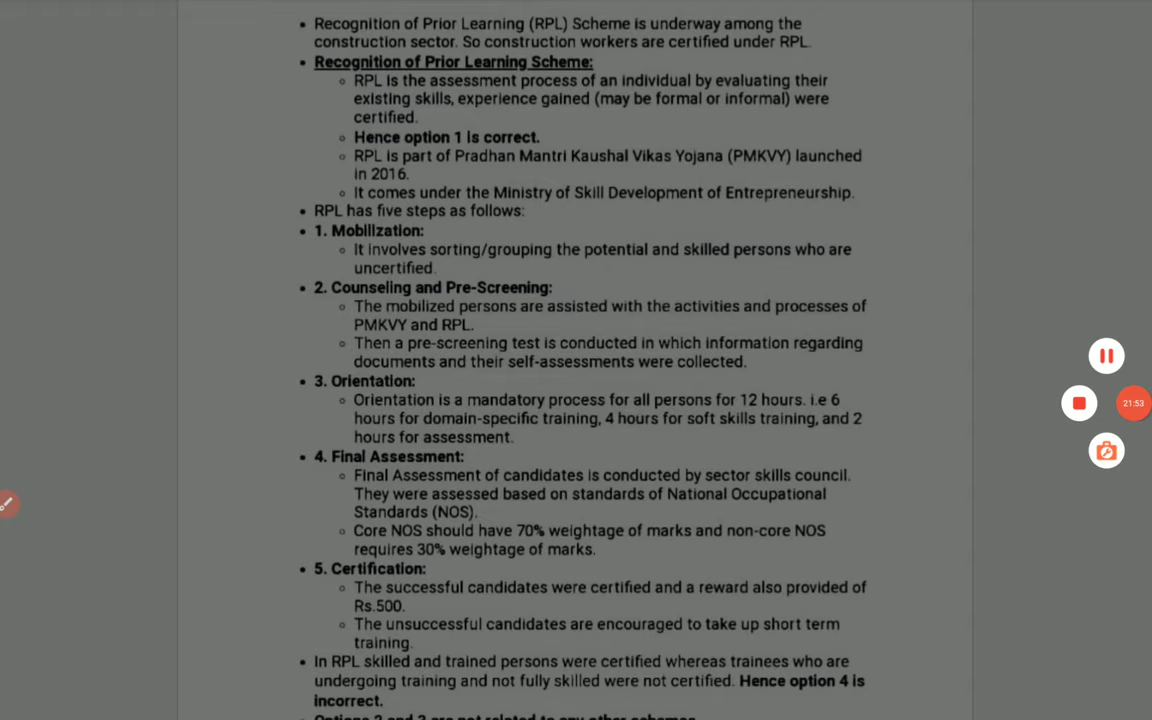 Recognition of Prior Learning (RPL) Scheme is underway among the
construction sector. So construction workers are certified under RPL.
Recognition of Prior Learning Scheme:
RPL is the assessment process of an individual by evaluating their
existing skills, experience gained (may be formal or informal) were
certified.
Hence option 1 is correct.
RPL is part of Pradhan Mantri Kaushal Vikas Yojana (PMKVY) launched
in 2016.
It comes under the Ministry of Skill Development of Entrepreneurship.
RPL has five steps as follows:
1. Mobilization:
It involves sorting/grouping the potential and skilled persons who are
uncertified.
2. Counseling and Pre-Screening:
The mobilized persons are assisted with the activities and processes of
PMKVY and RPL.
Then a pre-screening test is conducted in which information regarding
documents and their self-assessments were collected.
3. Orientation:
Orientation is a mandatory process for all persons for 12 hours. i.e 6
hours for domain-specific training, 4 hours for soft skills training, and 2
hours for assessment.
4. Final Assessment:
Final Assessment of candidates is conducted by sector skills council.
They were assessed based on standards of National Occupational
Standards (NOS).
Core NOS should have 70% weightage of marks and non-core NOS
requires 30% weightage of marks.
5. Certification:
The successful candidates were certified and a reward also provided of
Rs.500.
The unsuccessful candidates are encouraged to take up short term
training.
In RPL skilled and trained persons were certified whereas trainees who are
undergoing training and not fully skilled were not certified. Hence option 4 is
incorrect.
Options 2 and 3 are not related to any other schemes.
21:53